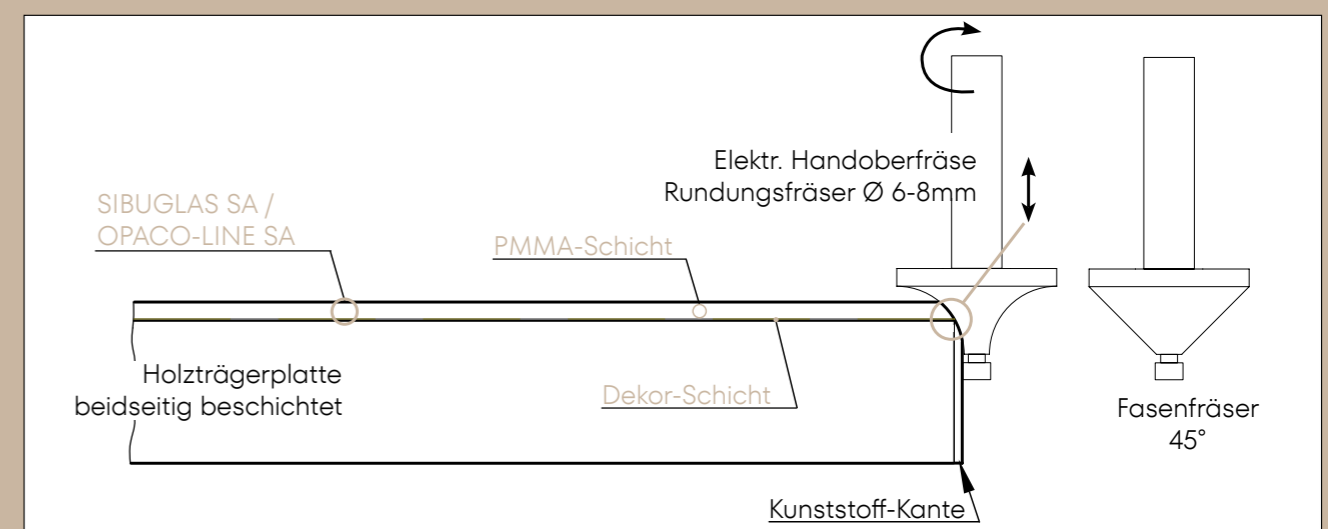 Elektr. Handoberfräse
Rundungsfräser Ø 6-8mm
SIBUGLAS SA /
OPACO-LINE SA
PMMA-Schicht
Holzträgerplatte
beidseitig beschichtet
Dekor-Schicht
Fasenfräser
45°
Kunststoff-Kante